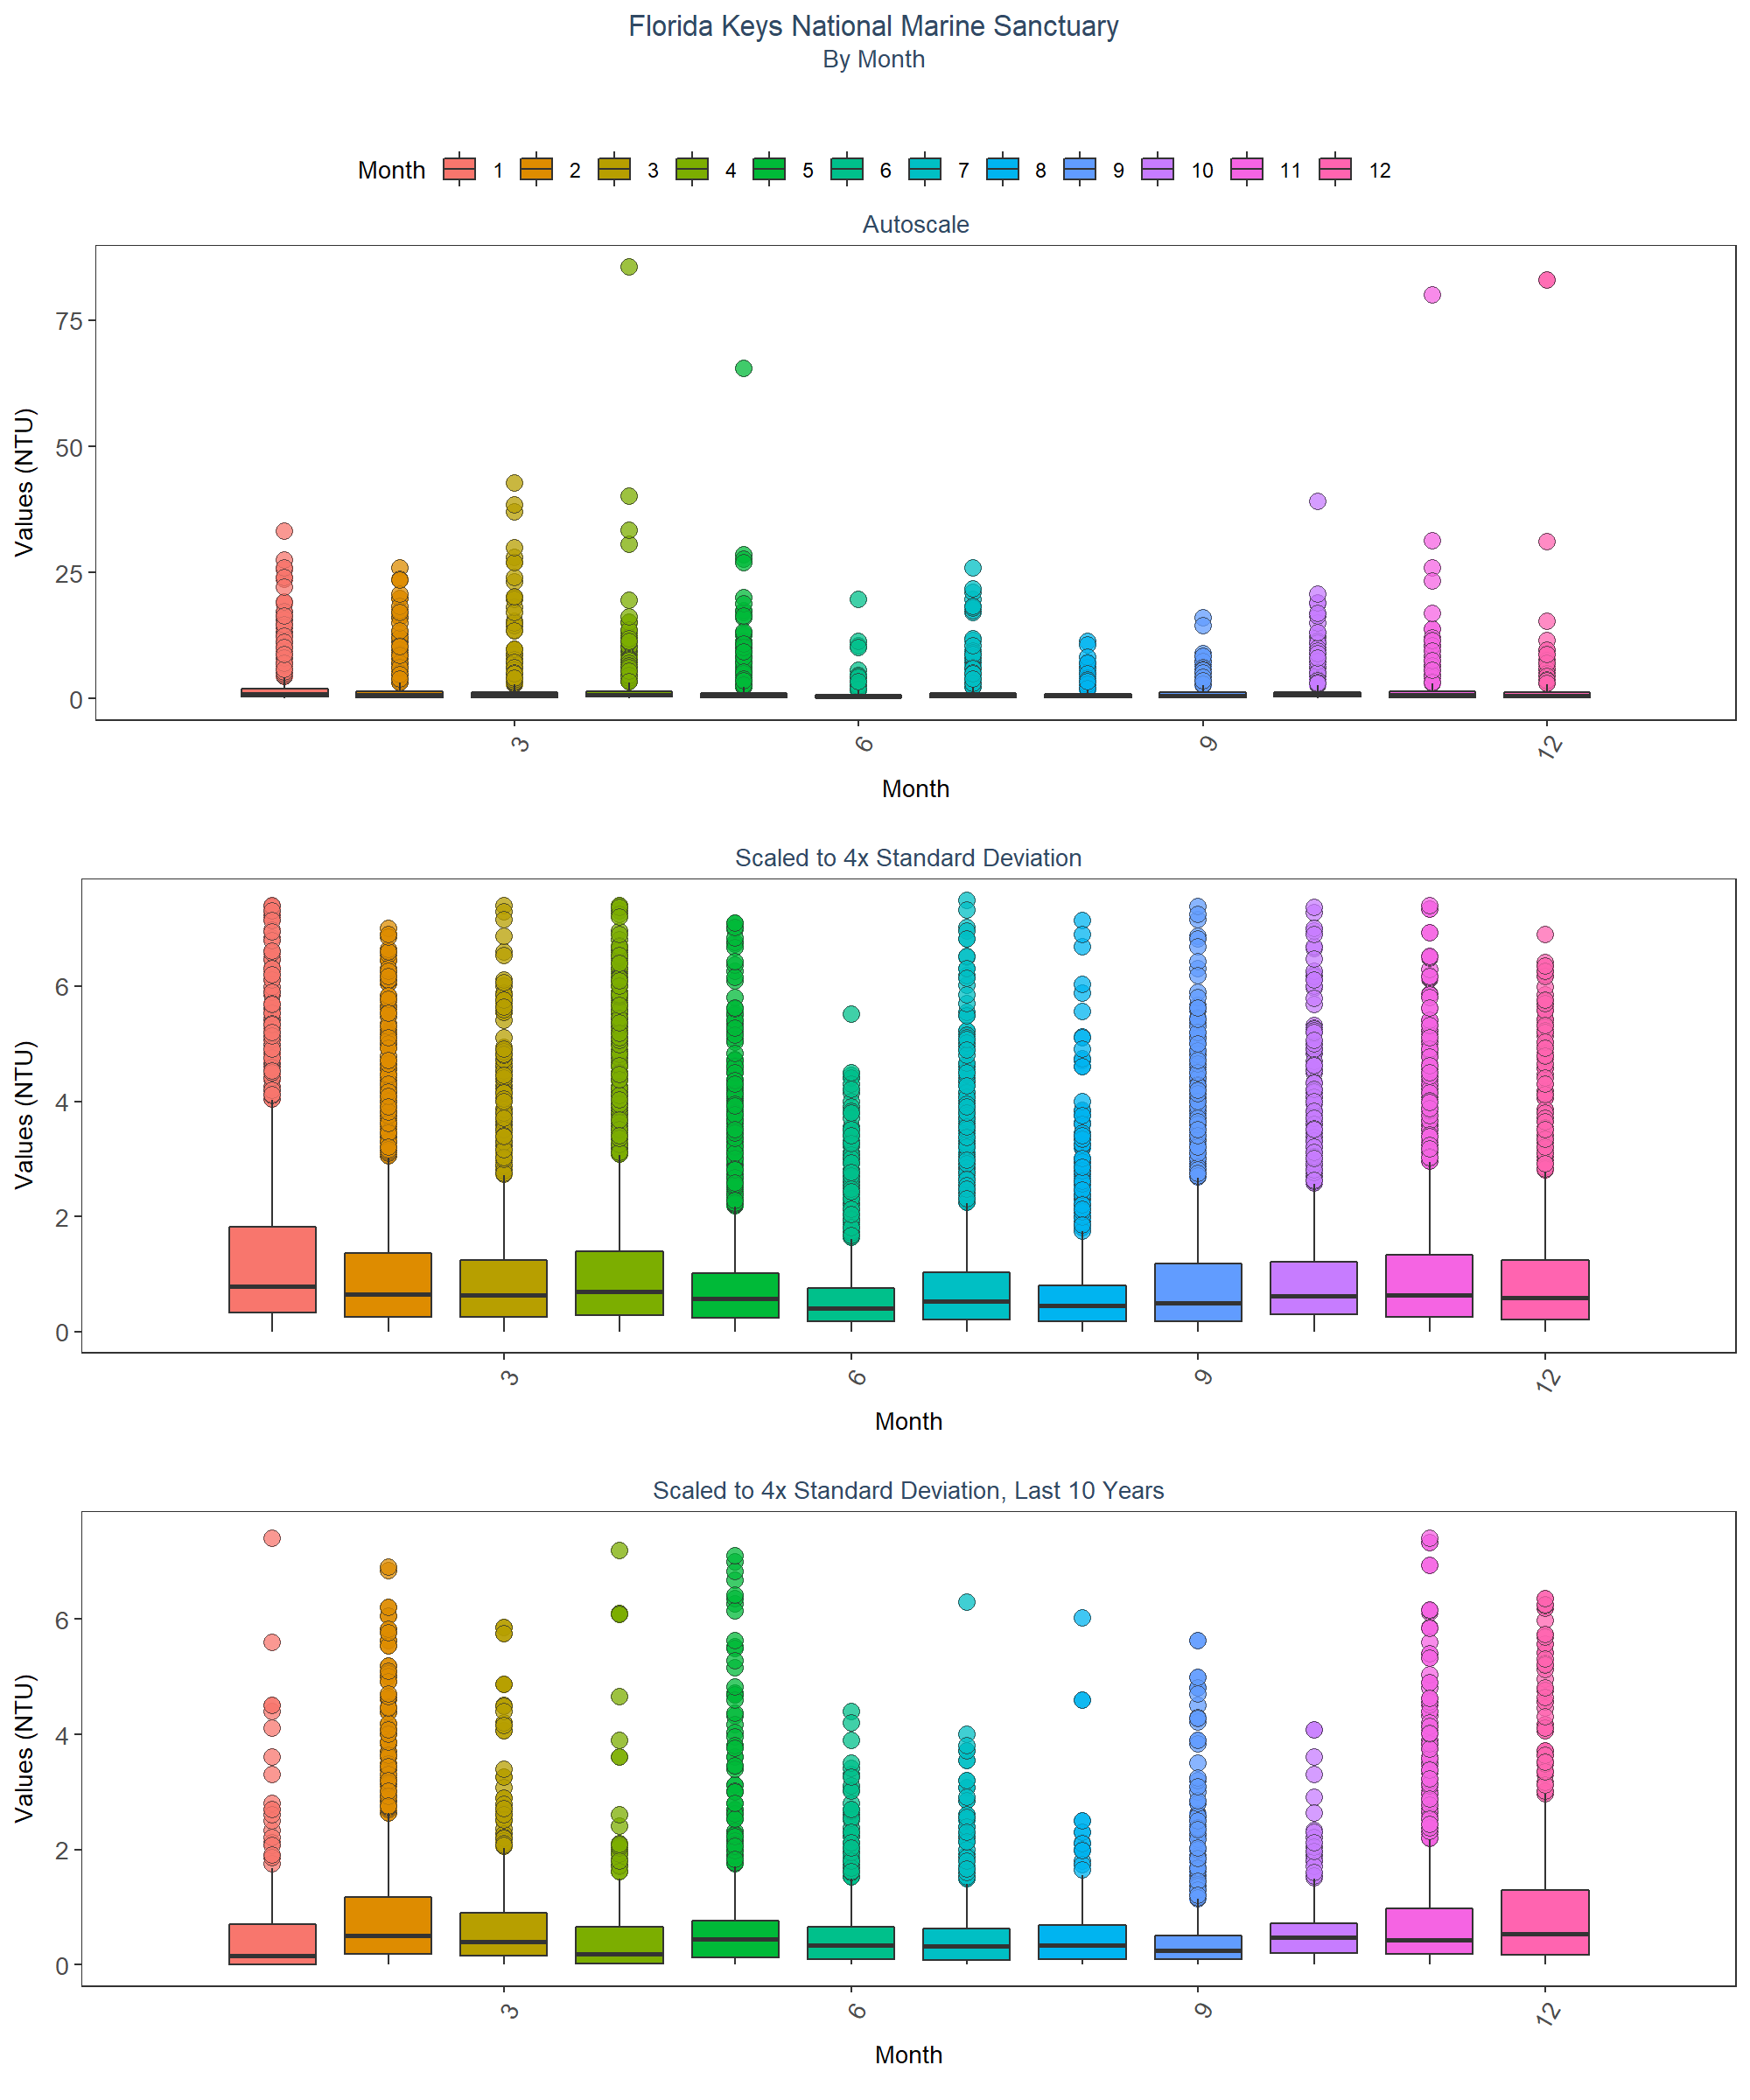 Florida Keys National Marine Sanctuary
By Month
Month 1 2 3 4 5 6 7 8 9 10 11 12
Autoscale
75
50
25
0
Values (NTU)
3 6 9 12
Month
Scaled to 4x Standard Deviation
6
4
2
0
Values (NTU)
3 6 9 12
Month
Scaled to 4x Standard Deviation, Last 10 Years
6
4
2
0
Values (NTU)
3 6 9 12
Month